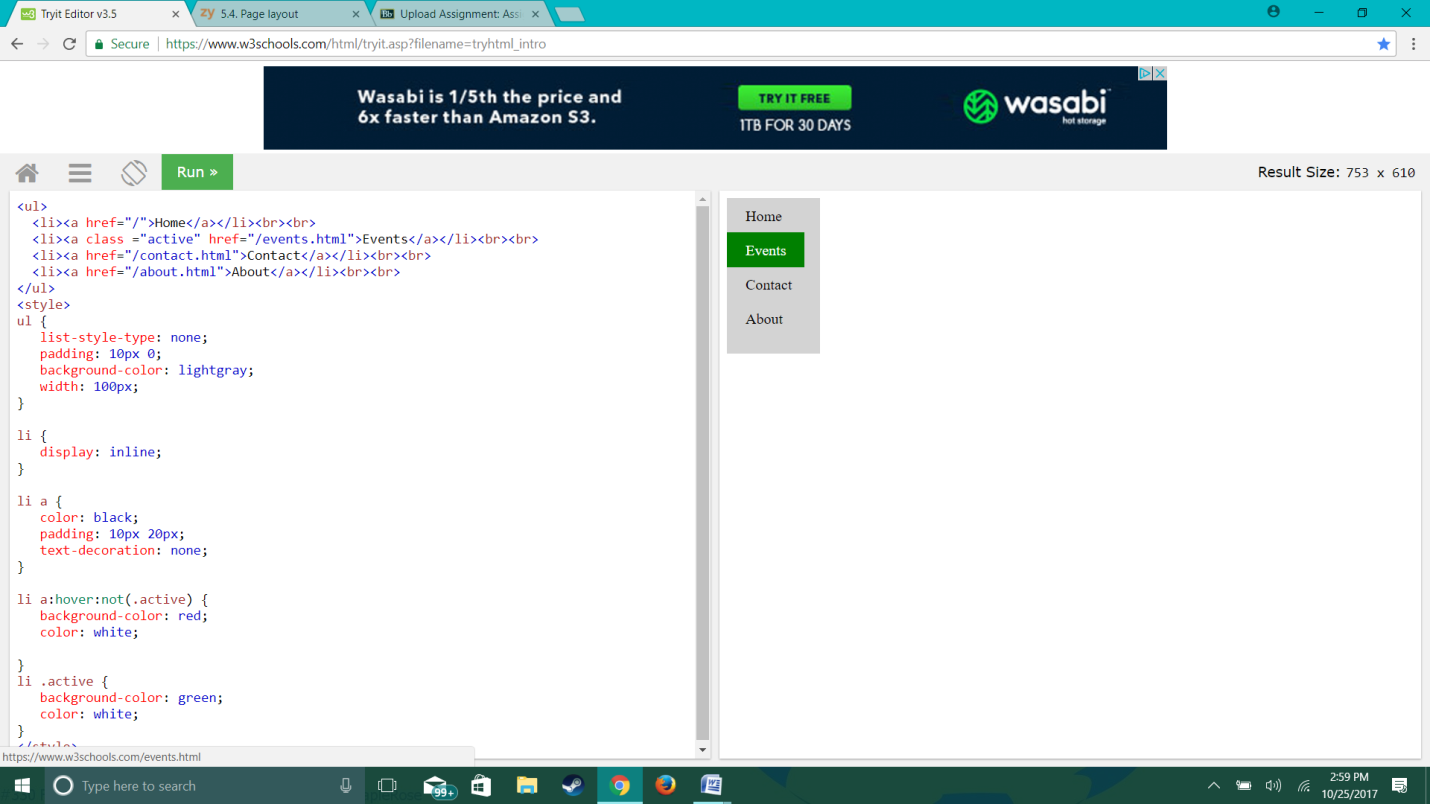 Tryit Editor v3.5
zy 5.4. Page layout
Bb Upload Assignment: Assi
Secure https://www.w3schools.com/html/tryit.asp?filename=tryhtml_intro
Wasabi is 1/5th the price and
6x faster than Amazon S3.
TRY IT FREE
1TB FOR 30 DAYS
wasabi
hot storage
Run »
Result Size: 753 x 610
<ul>
  <li><a href="/">Home</a></li><br><br>
  <li><a class ="active" href="/events.html">Events</a></li><br><br>
  <li><a href="/contact.html">Contact</a></li><br><br>
  <li><a href="/about.html">About</a></li><br><br>
</ul>
<style>
ul {
   list-style-type: none;
   padding: 10px 0;
   background-color: lightgray;
   width: 100px;
}
li {
   display: inline;
}
li a {
   color: black;
   padding: 10px 20px;
   text-decoration: none;
}
li a:hover:not(.active) {
   background-color: red;
   color: white;
}
li .active {
   background-color: green;
   color: white;
}
</style>
Home
Events
Contact
About
https://www.w3schools.com/events.html
Type here to search
99+
2:59 PM
10/25/2017